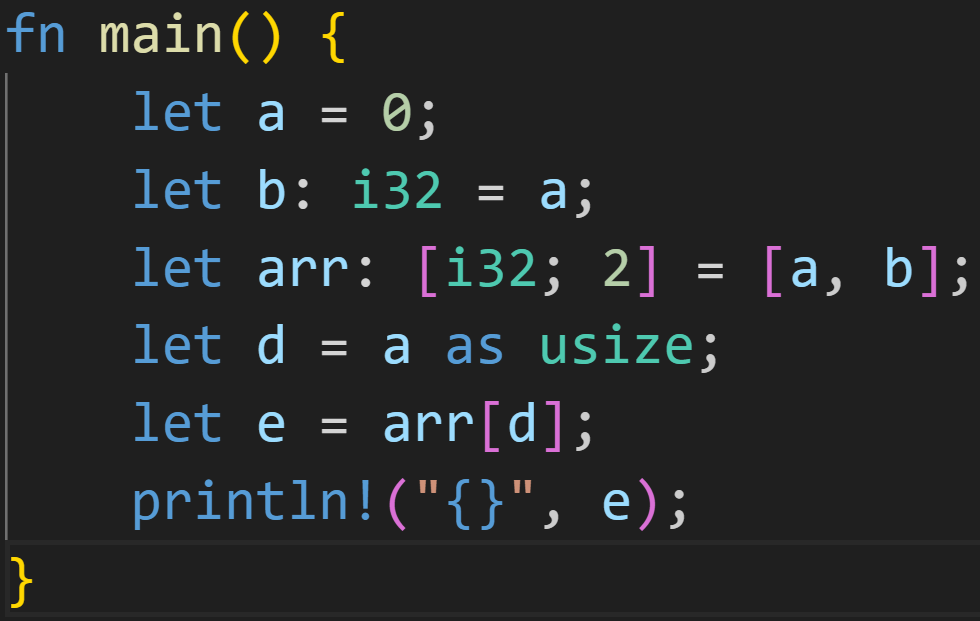 fn main() {
    let a = 0;
    let b: i32 = a;
    let arr: [i32; 2] = [a, b];
    let d = a as usize;
    let e = arr[d];
    println!("{}", e);
}